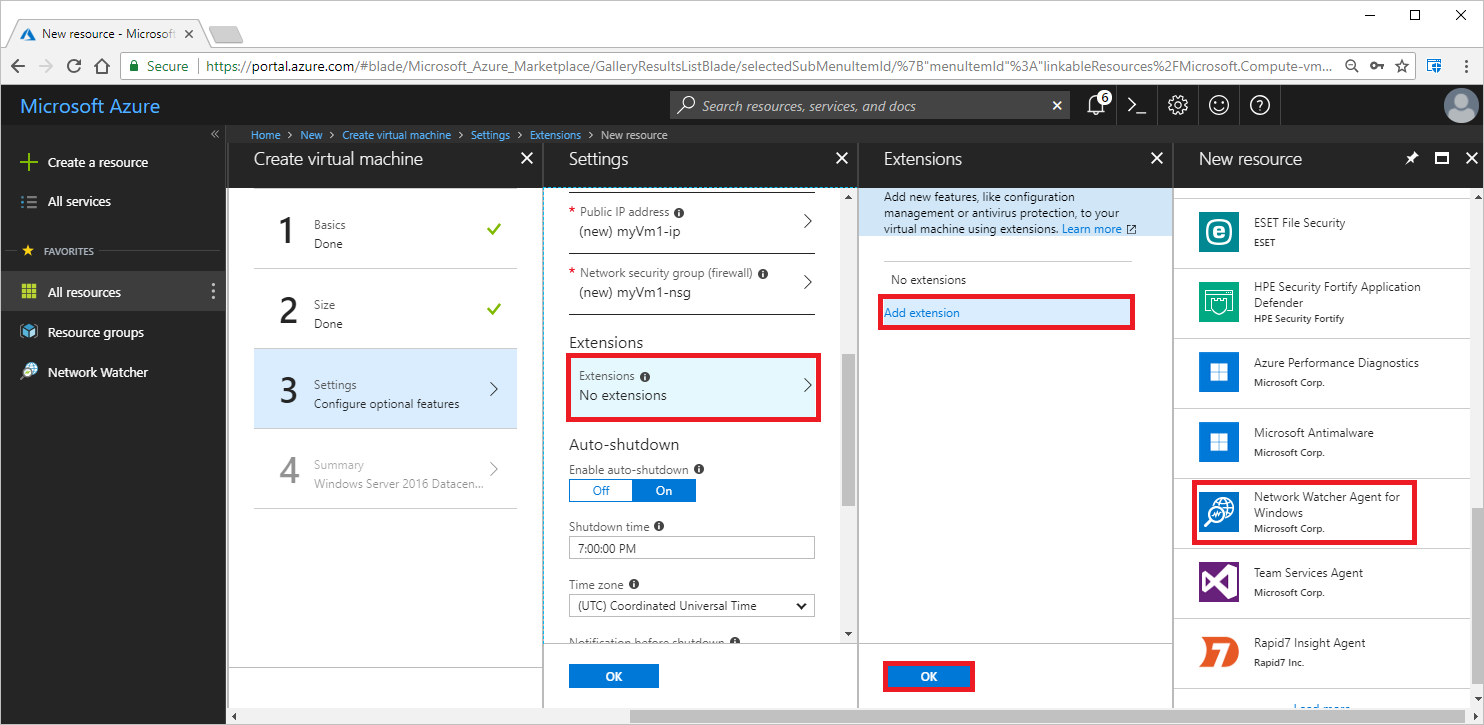 New resource - Microsoft
Secure
https://portal.azure.com/#blade/Microsoft_Azure_Marketplace/GalleryResultsListBlade/selectedSubMenuItemId/%7B"menuItemId"%3A"linkableResources%2FMicrosoft.Compute-vm...
Microsoft Azure
Search resources, services, and docs
6
Home > New > Create virtual machine > Settings > Extensions > New resource
Create a resource
All services
FAVORITES
All resources
Resource groups
Network Watcher
Create virtual machine
1
Basics
Done
2
Size
Done
3
Settings
Configure optional features
4
Summary
Windows Server 2016 Datacen...
Settings
* Public IP address
(new) myVm1-ip
* Network security group (firewall)
(new) myVm1-nsg
Extensions
Extensions
No extensions
Auto-shutdown
Enable auto-shutdown
Off
On
Shutdown time
7:00:00 PM
Time zone
(UTC) Coordinated Universal Time
Notification before shutdown
OK
Extensions
Add new features, like configuration
management or antivirus protection, to your
virtual machine using extensions. Learn more
No extensions
Add extension
OK
New resource
ESET File Security
ESET
HPE Security Fortify Application
Defender
HPE Security Fortify
Azure Performance Diagnostics
Microsoft Corp.
Microsoft Antimalware
Microsoft Corp.
Network Watcher Agent for
Windows
Microsoft Corp.
Team Services Agent
Microsoft Corp.
Rapid7 Insight Agent
Rapid7 Inc.
Load more